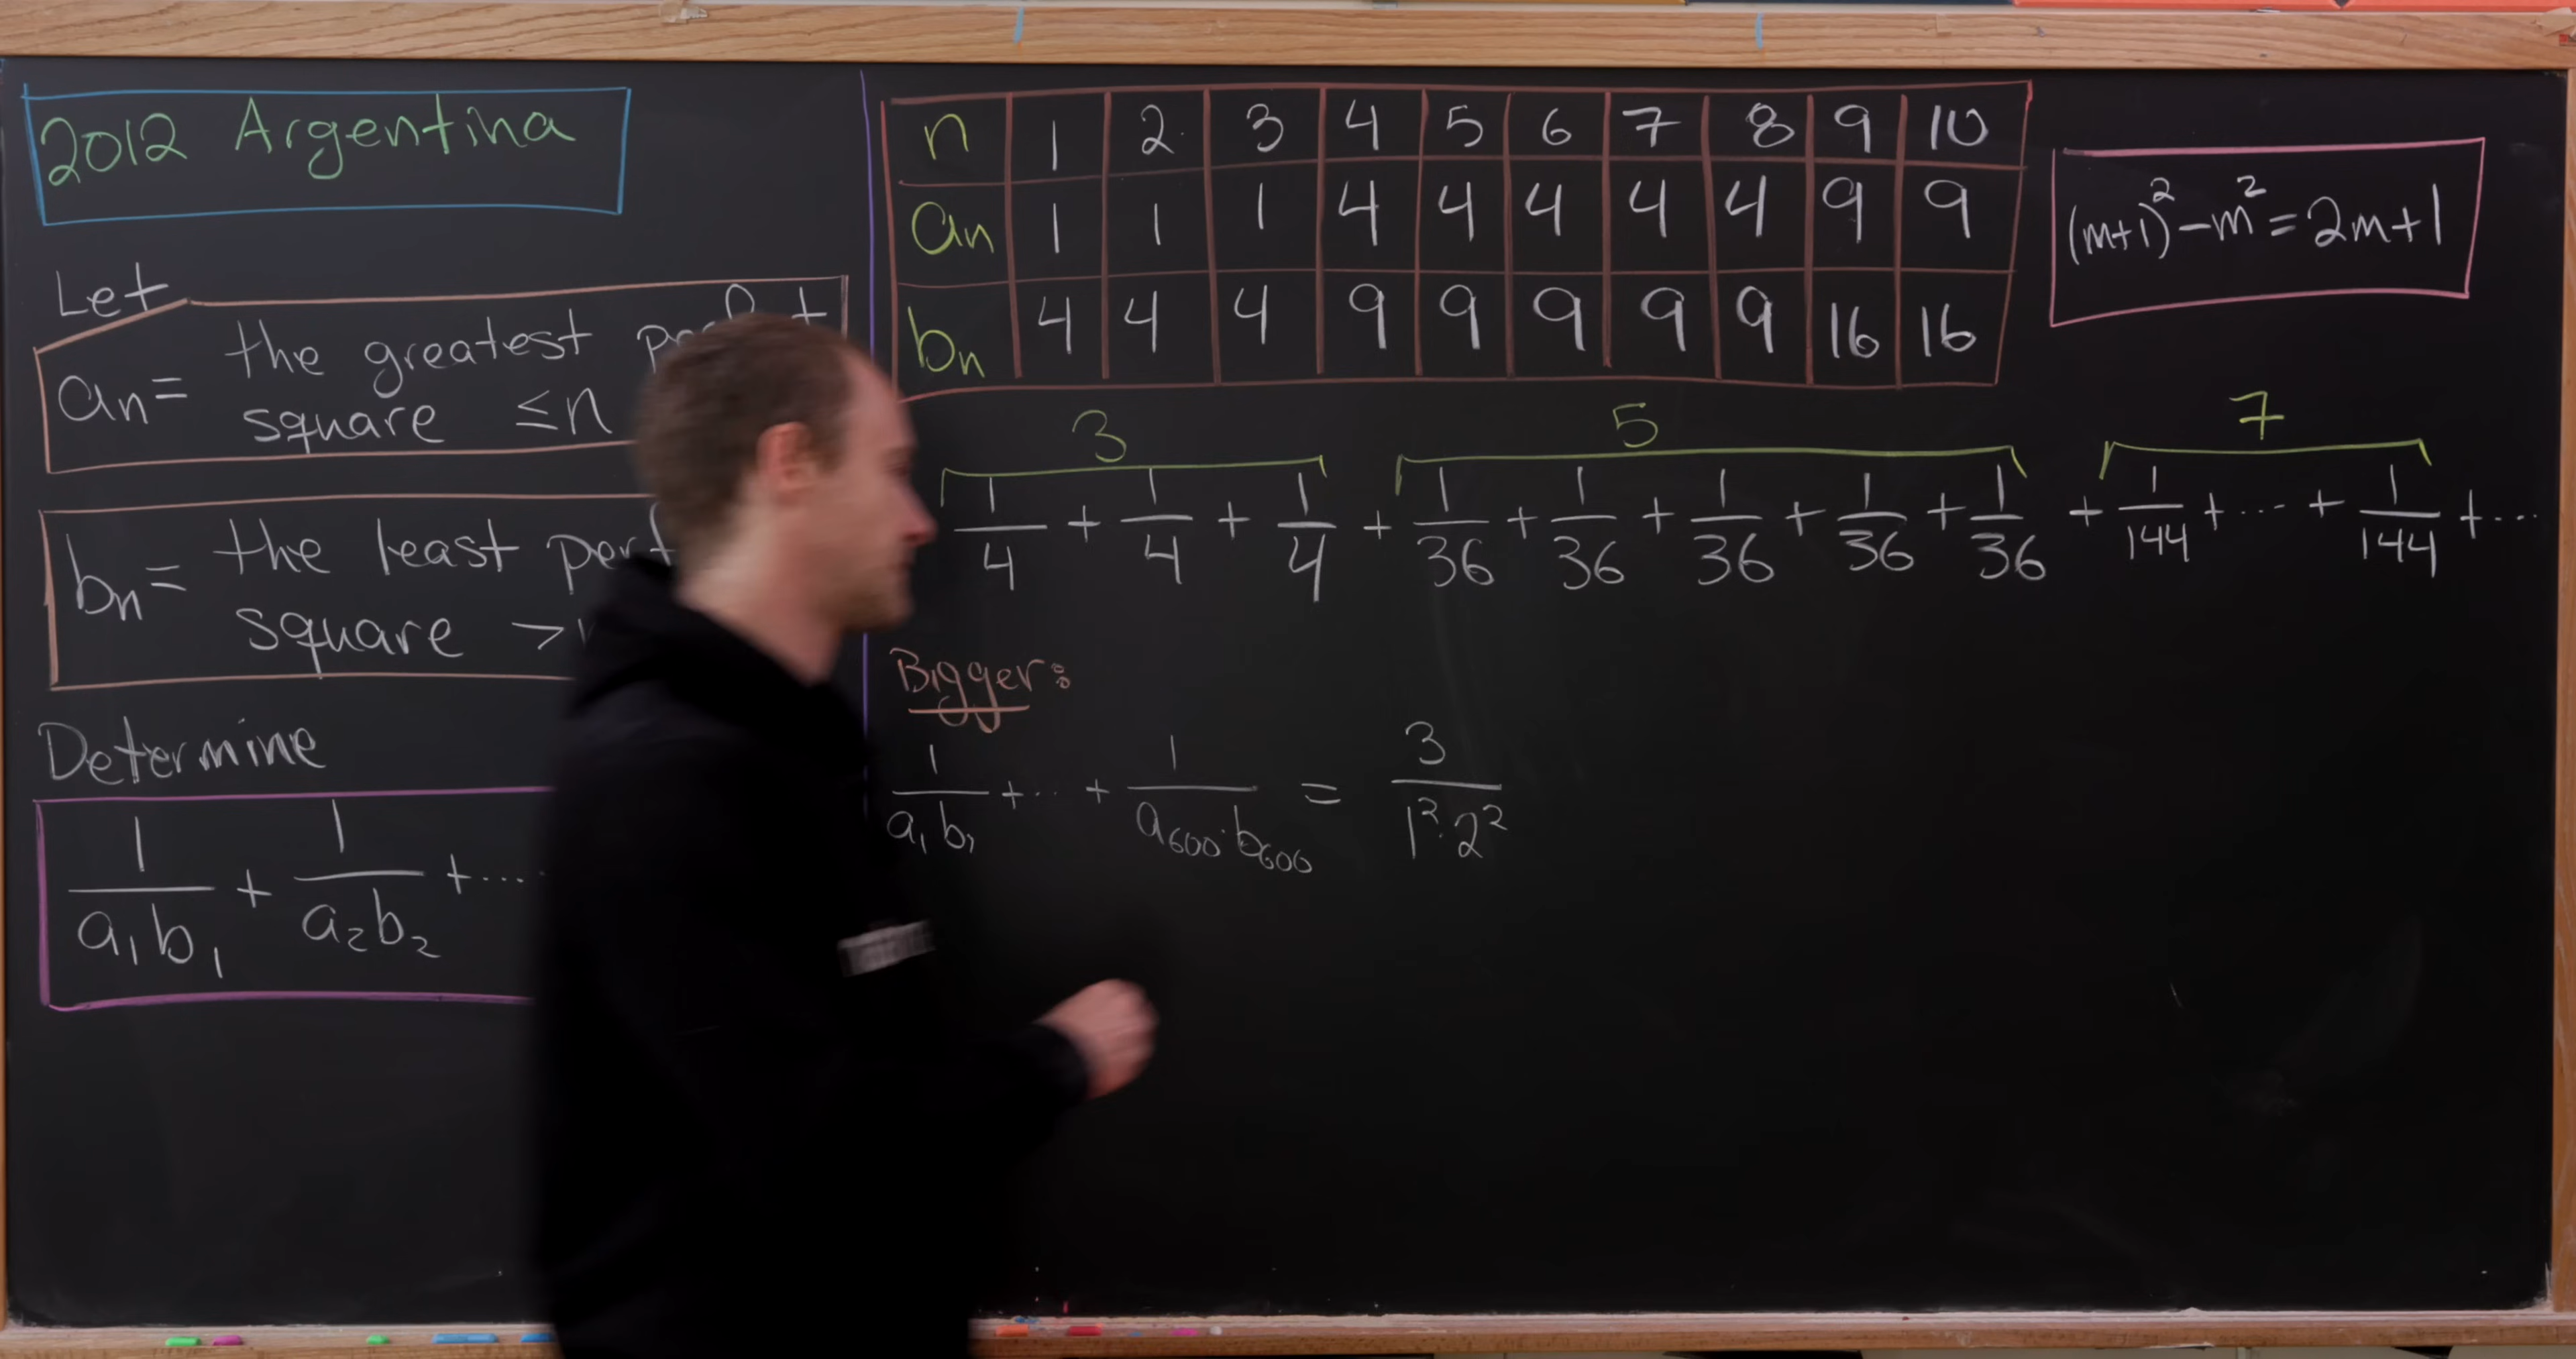 2012 Argentina
Let
aₙ = the greatest
square ≤n
bₙ = the least
square >
Determine
1/(a₁b₁) + 1/(a₂b₂) + ....
n 1 2 3 4 5 6 7 8 9 10
aₙ 1 1 1 4 4 4 4 4 9 9
bₙ 4 4 4 9 9 9 9 9 16 16
(m+1)² - m² = 2m+1
3 5 7
1/4 + 1/4 + 1/4 + 1/36 + 1/36 + 1/36 + 1/36 + 1/36 + 1/144 + ... + 1/144 + ...
Bigger:
1/(a₁b₁) + ... + 1/(a₆₀₀·b₆₀₀) = 3/(1²·2²)